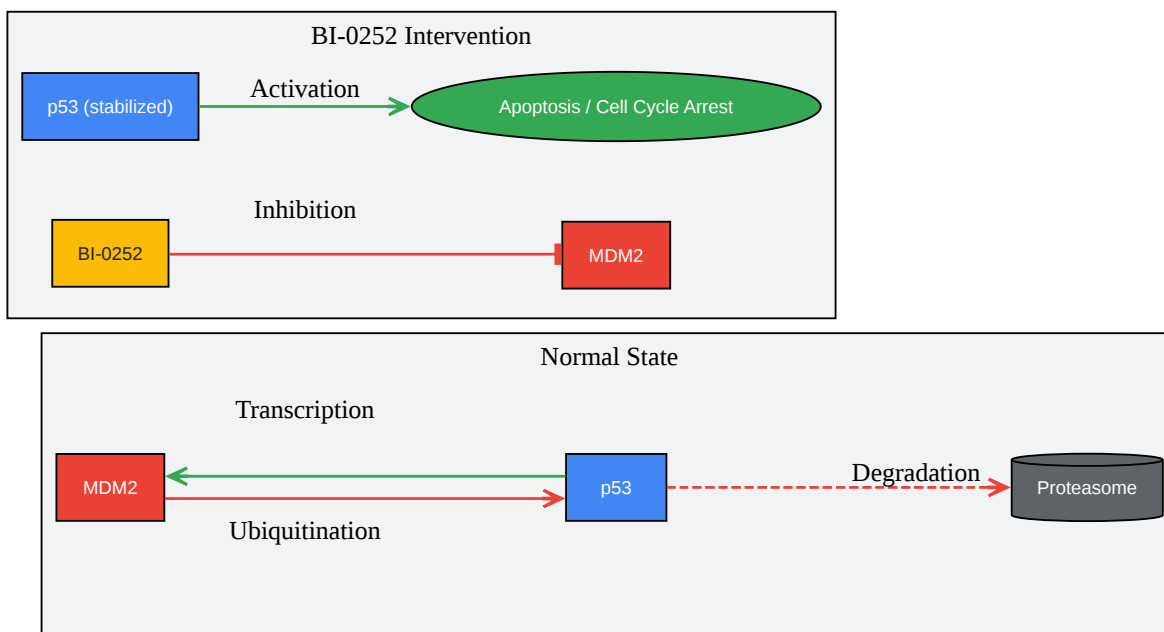 BI-0252 Intervention
Activation
p53 (stabilized)
Apoptosis / Cell Cycle Arrest
Inhibition
BI-0252
MDM2
Normal State
Transcription
MDM2
p53
Degradation
Proteasome
Ubiquitination